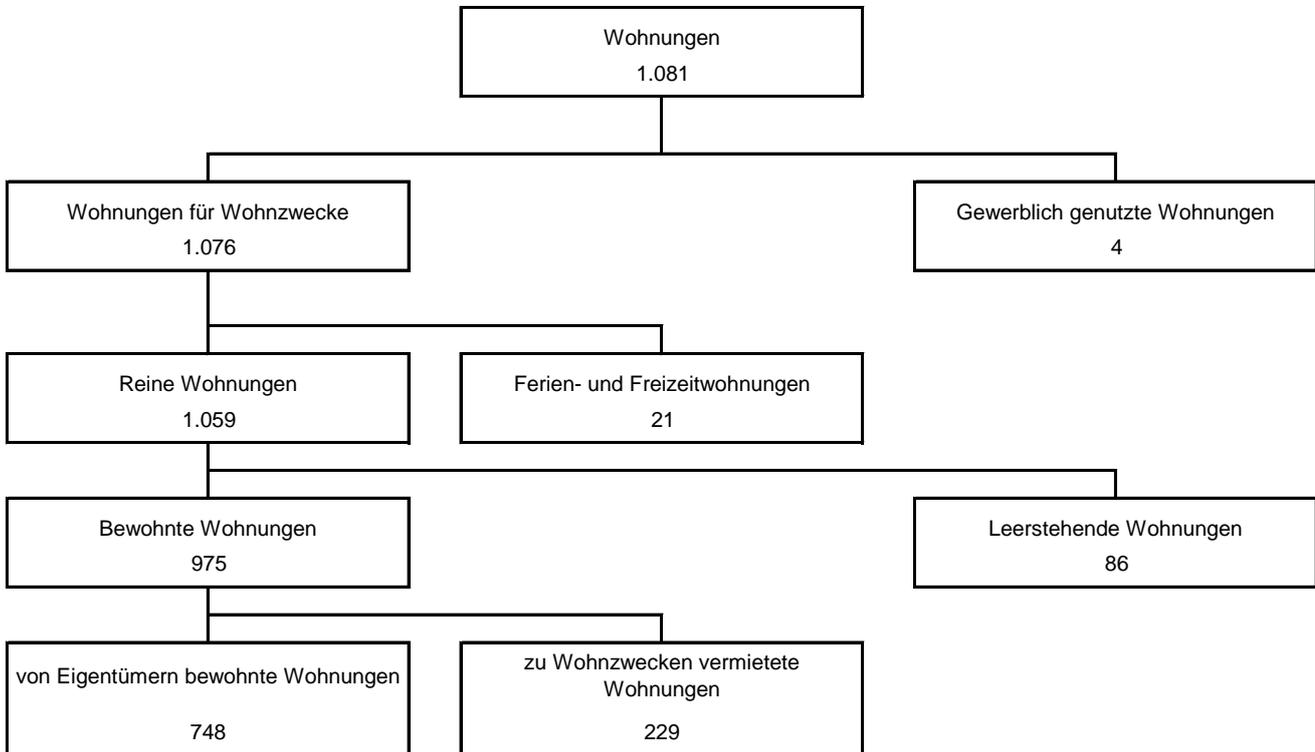 Wohnungen
1.081
Wohnungen für Wohnzwecke
1.076
Gewerblich genutzte Wohnungen
4
Reine Wohnungen
1.059
Ferien- und Freizeitwohnungen
21
Bewohnte Wohnungen
975
Leerstehende Wohnungen
86
von Eigentümern bewohnte Wohnungen
748
zu Wohnzwecken vermietete
Wohnungen
229